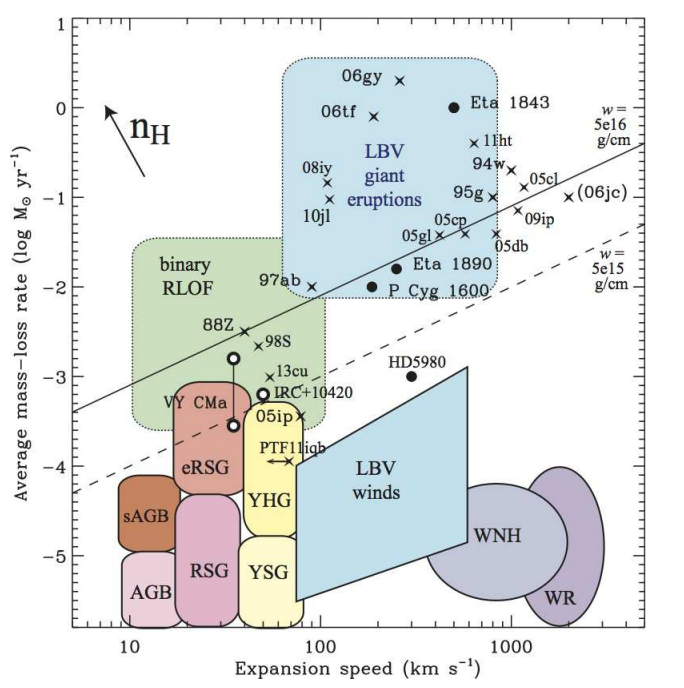 06gy
Eta 1843
0
06tf
w =
5e16
g/cm
n_H
11ht
LBV
giant
eruptions
94w
08iy
05cl
-1
95g
(06jc)
10jl
09ip
05cp
05gl
05db
w =
5e15
g/cm
binary
RLOF
Eta 1890
97ab
-2
P Cyg 1600
88Z
98S
HD5980
-3
13cu
IRC+10420
VY CMa
05ip
PTF11iqb
-4
eRSG
LBV
winds
YHG
sAGB
WNH
-5
RSG
YSG
AGB
WR
10
100
1000
Expansion speed (km s⁻¹)
Average mass-loss rate (log M⊙ yr⁻¹)